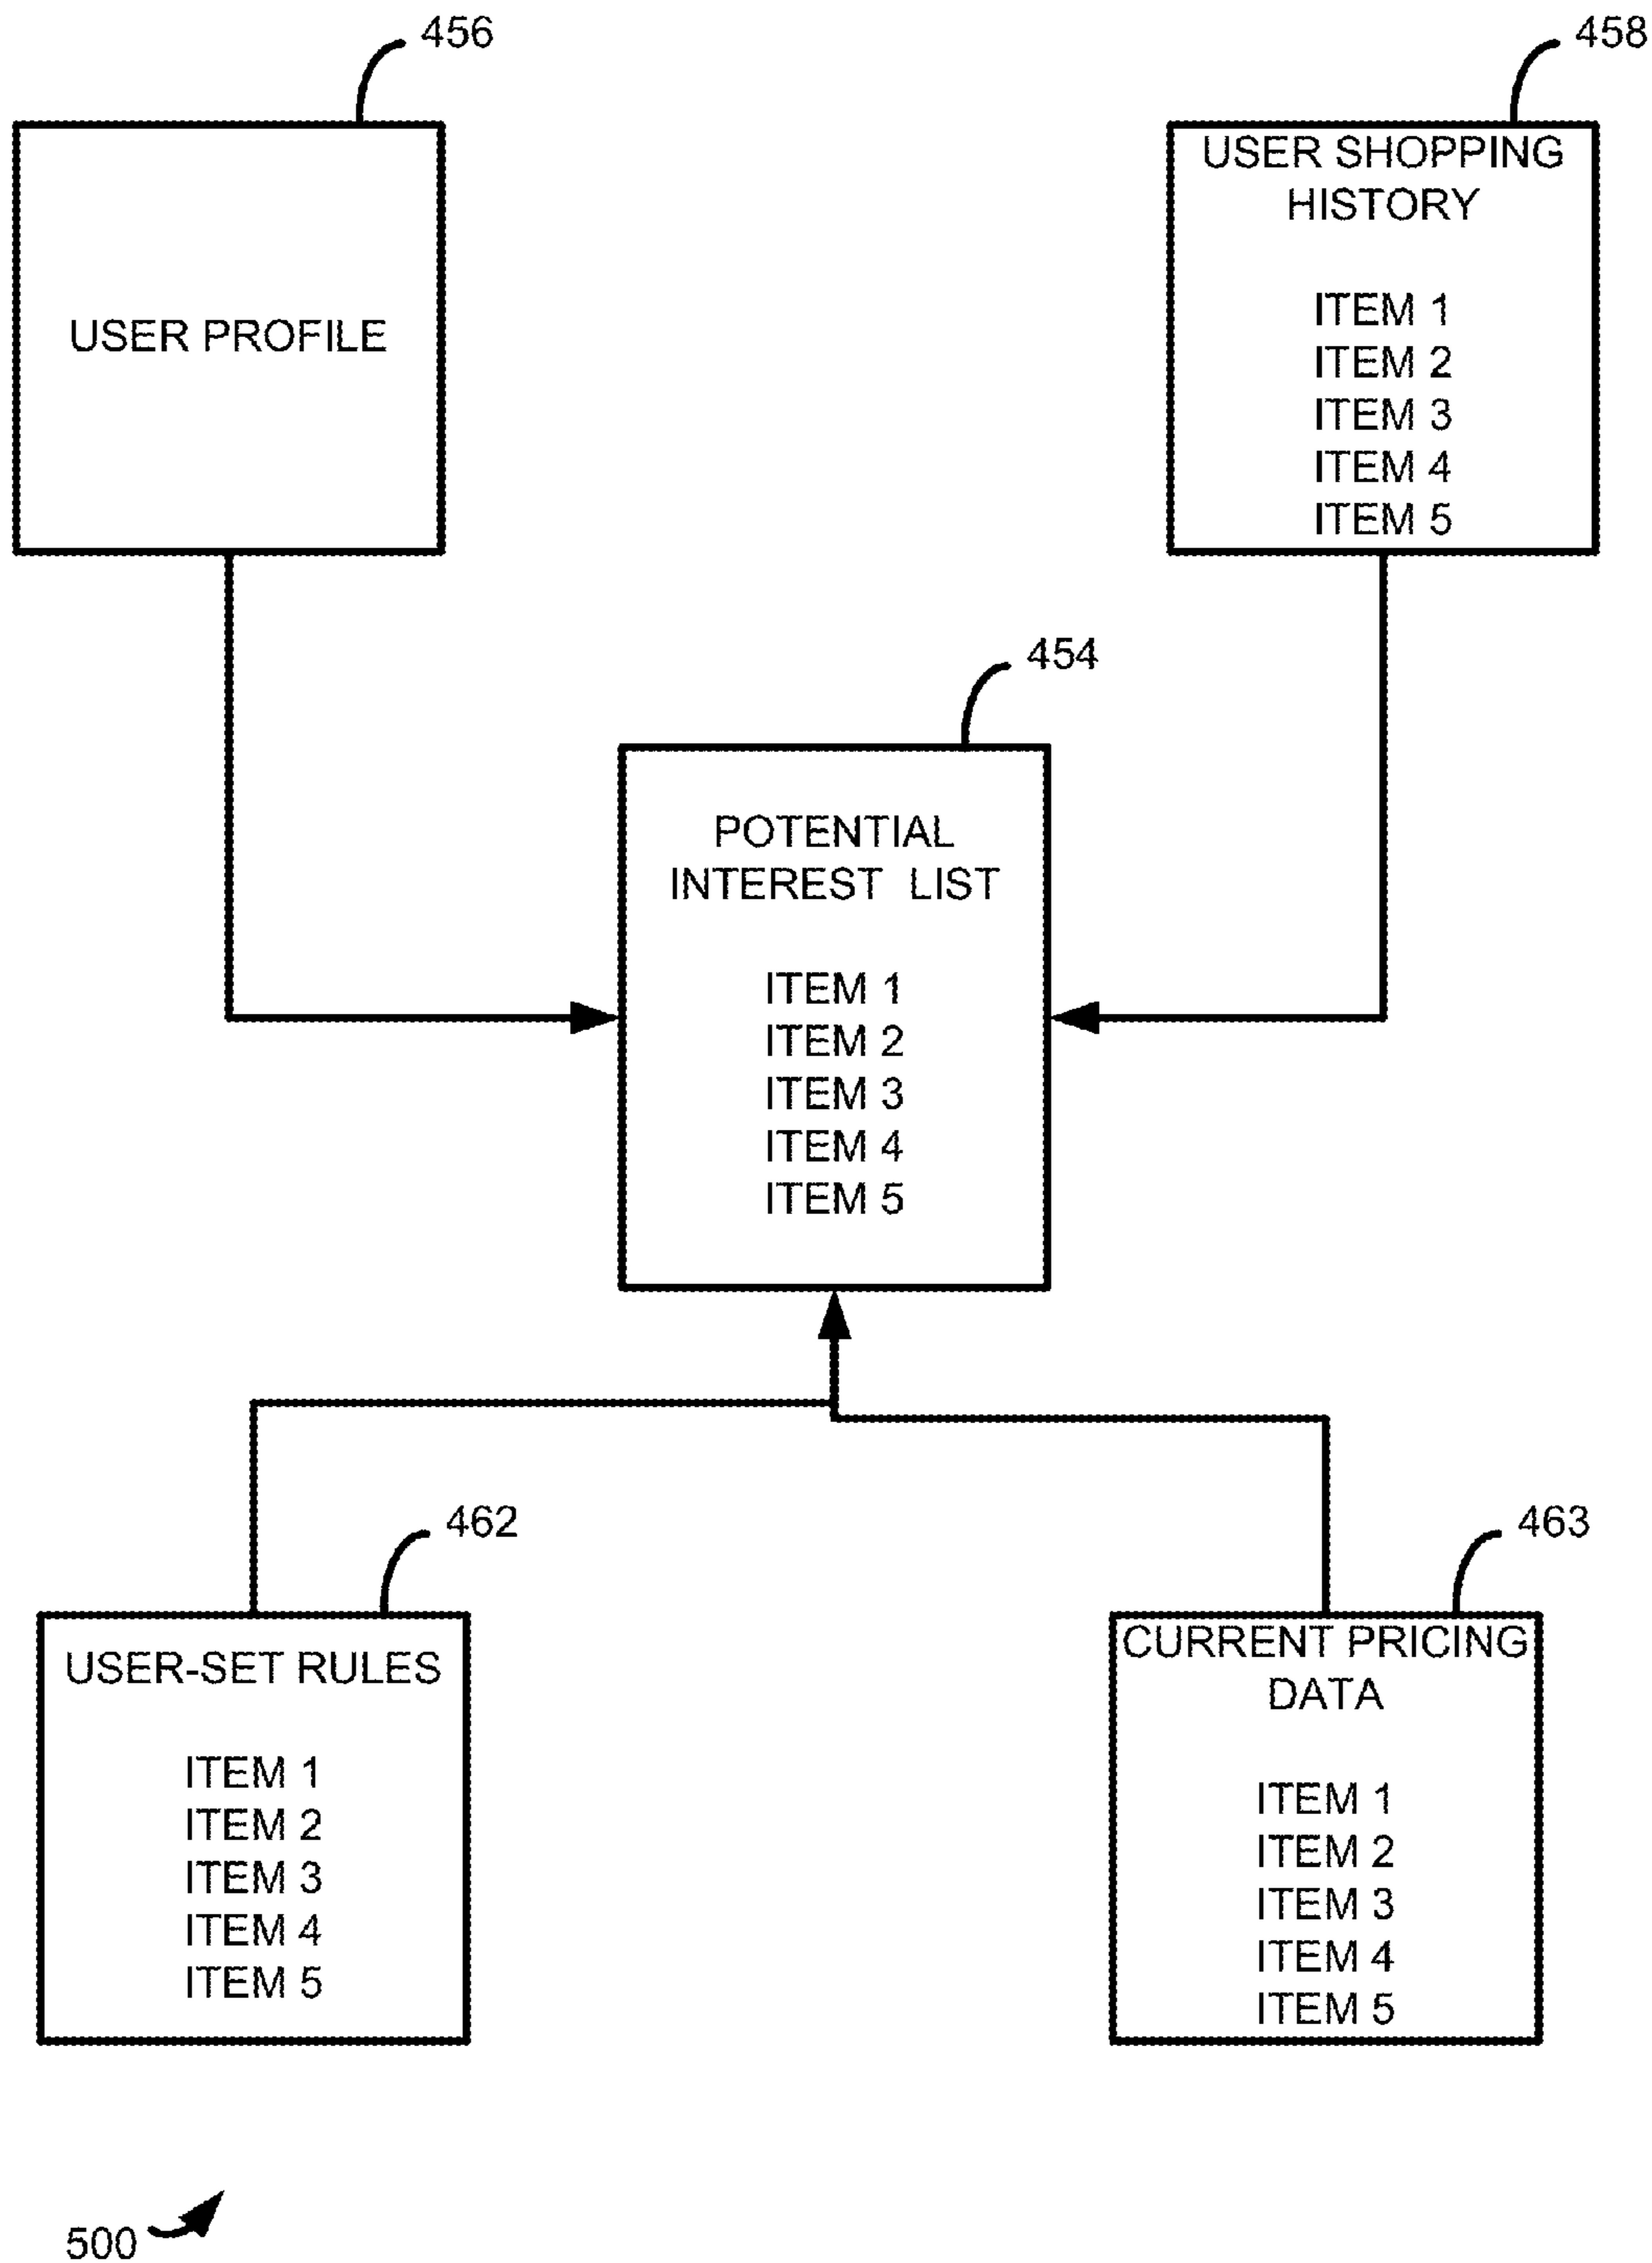 456
458
USER PROFILE
USER SHOPPING
HISTORY
ITEM 1
ITEM 2
ITEM 3
ITEM 4
ITEM 5
454
POTENTIAL
INTEREST LIST
ITEM 1
ITEM 2
ITEM 3
ITEM 4
ITEM 5
462
USER-SET RULES
ITEM 1
ITEM 2
ITEM 3
ITEM 4
ITEM 5
463
CURRENT PRICING
DATA
ITEM 1
ITEM 2
ITEM 3
ITEM 4
ITEM 5
500